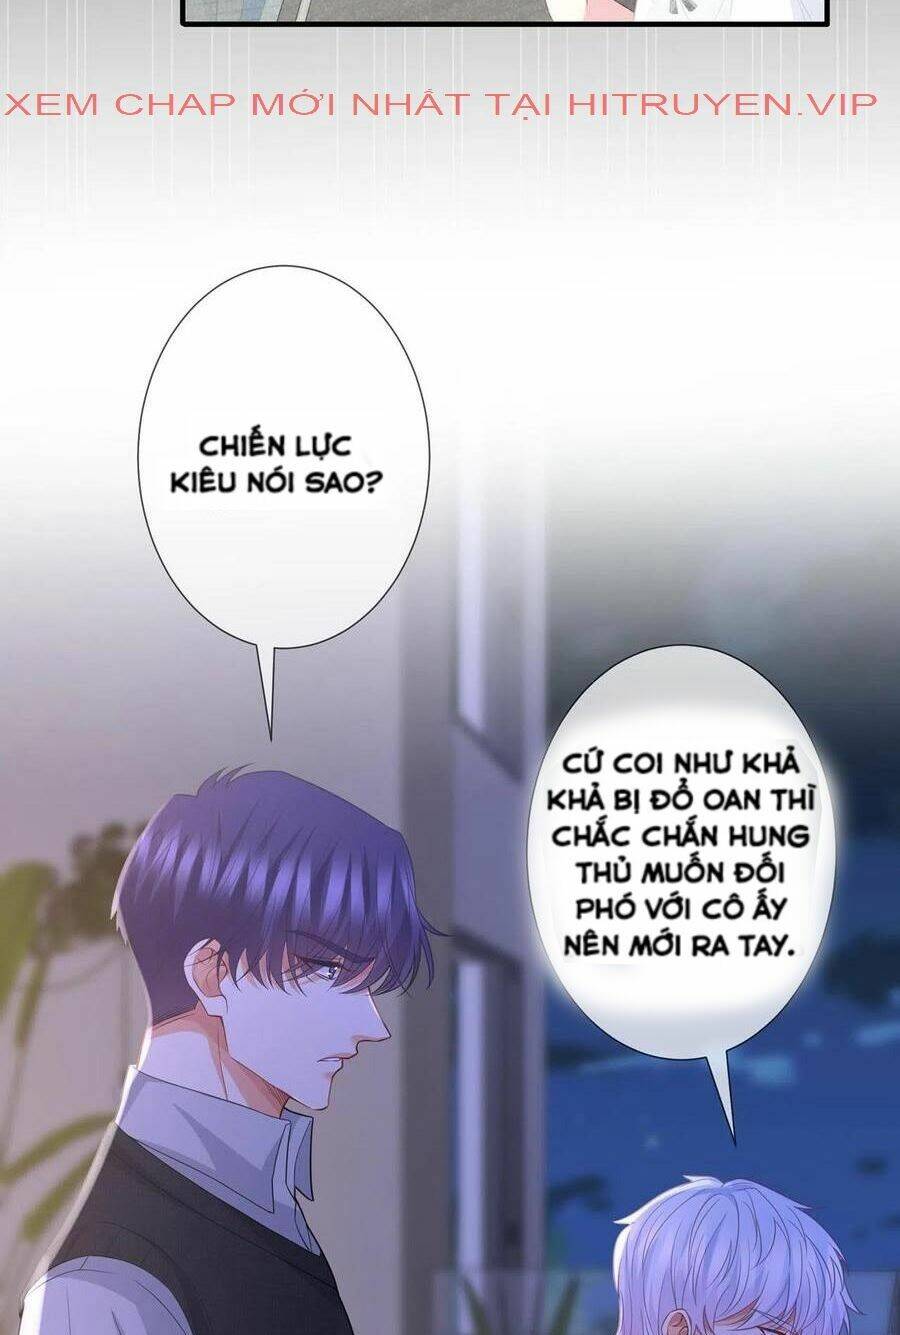 XEM CHAP MỚI NHẤT TẠI HITRUYEN.VIP
CHIẾN LỰC
KIÊU NÓI SAO?
CỨ COI NHƯ KHẢ
KHẢ BỊ ĐỔ OAN THÌ
CHẮC CHẮN HUNG
THỦ MUỐN ĐỐI
PHÓ VỚI CÔ ẤY
NÊN MỚI RA TAY.